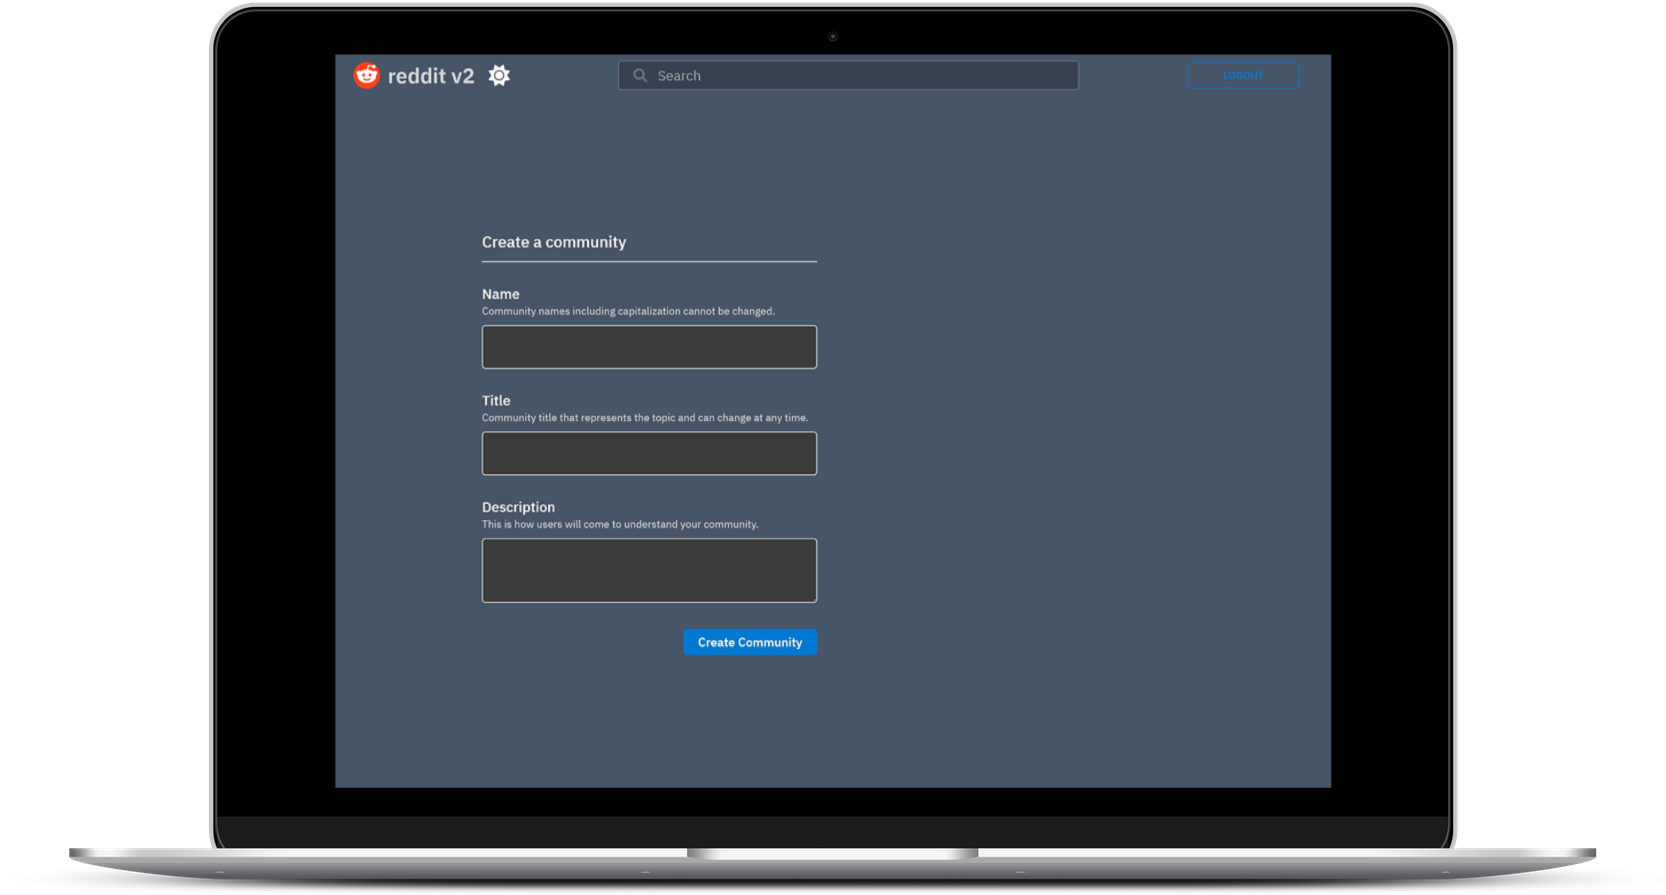 reddit v2
Search
LOGOUT
Create a community
Name
Community names including capitalization cannot be changed.
Title
Community title that represents the topic and can change at any time.
Description
This is how users will come to understand your community.
Create Community